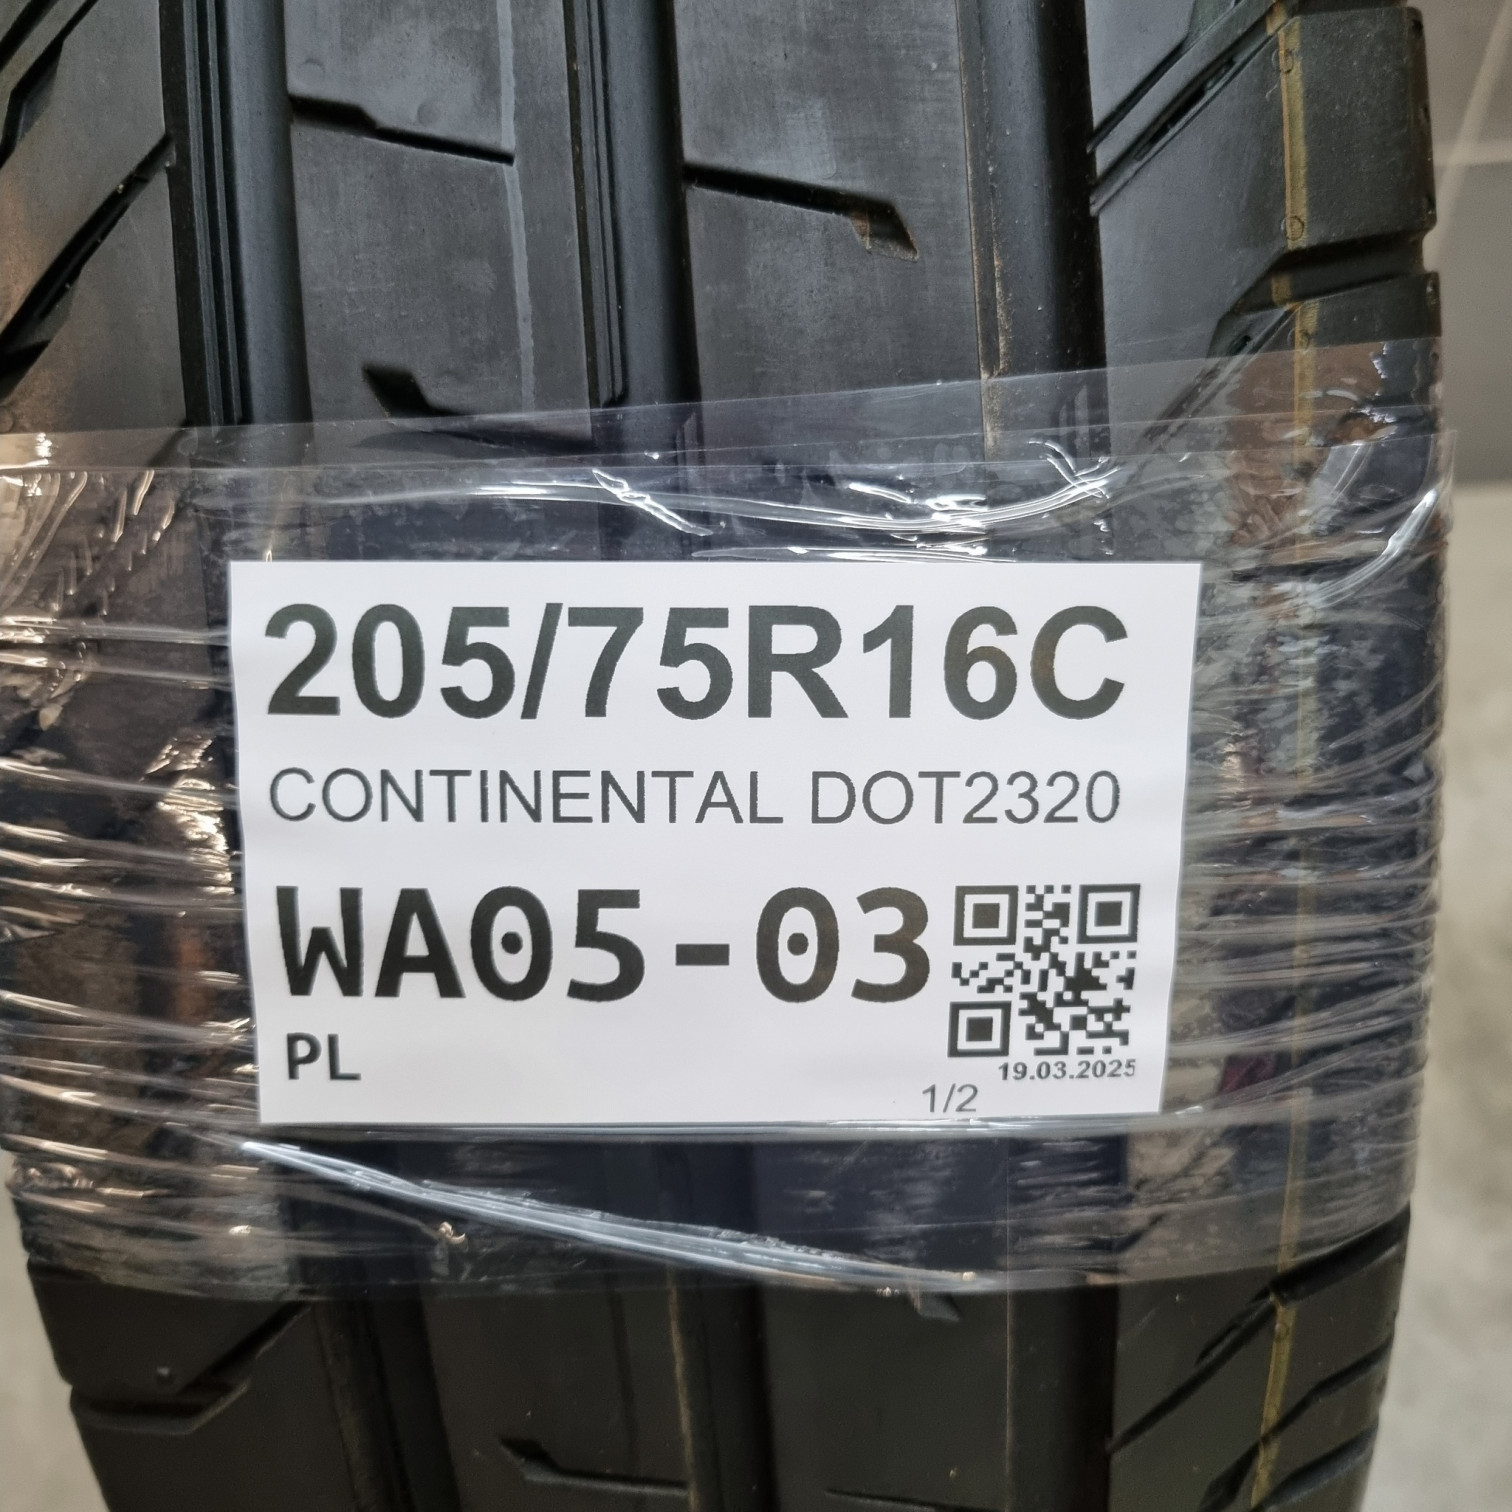 205/75R16C
CONTINENTAL DOT2320
WA05-03
PL
19.03.2025
1/2